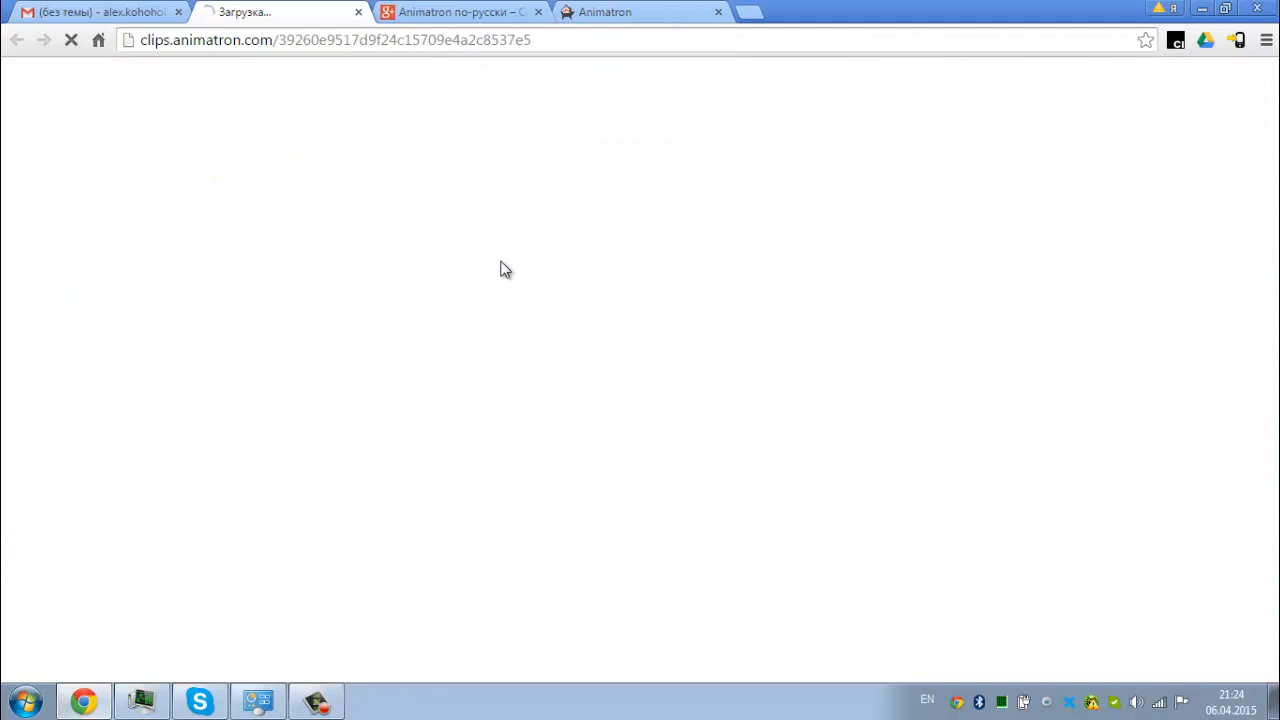 (без темы) - alex.kohoho
Загрузка...
Animatron по-русски – С
Animatron
Я
clips.animatron.com/39260e9517d9f24c15709e4a2c8537e5
EN
21:24
06.04.2015